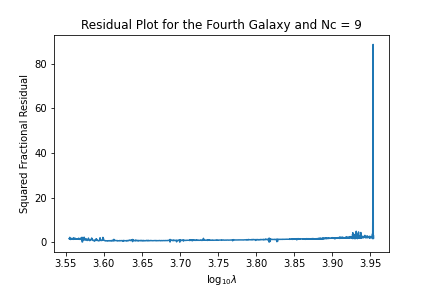 Residual Plot for the Fourth Galaxy and Nc = 9
Squared Fractional Residual
80
60
40
20
0
3.55 3.60 3.65 3.70 3.75 3.80 3.85 3.90 3.95
log₁₀λ